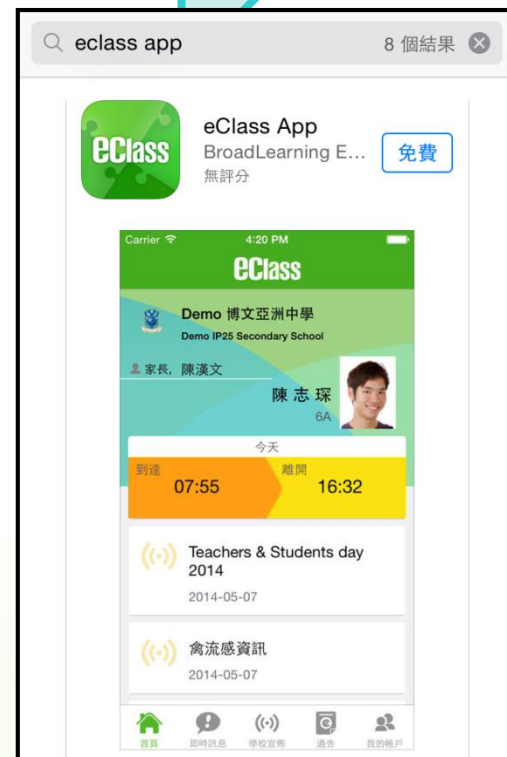 eclass app 8 個結果
eClass
eClass App
BroadLearning E...
無評分
免費
Carrier 4:20 PM
eClass
Demo 博文亞洲中學
Demo IP25 Secondary School
家長, 陳漢文
陳 志 琛
6A
今天
到達 離開
07:55 16:32
Teachers & Students day
2014
2014-05-07
禽流感資訊
2014-05-07
首頁 即時訊息 學校宣佈 通告 我的帳戶